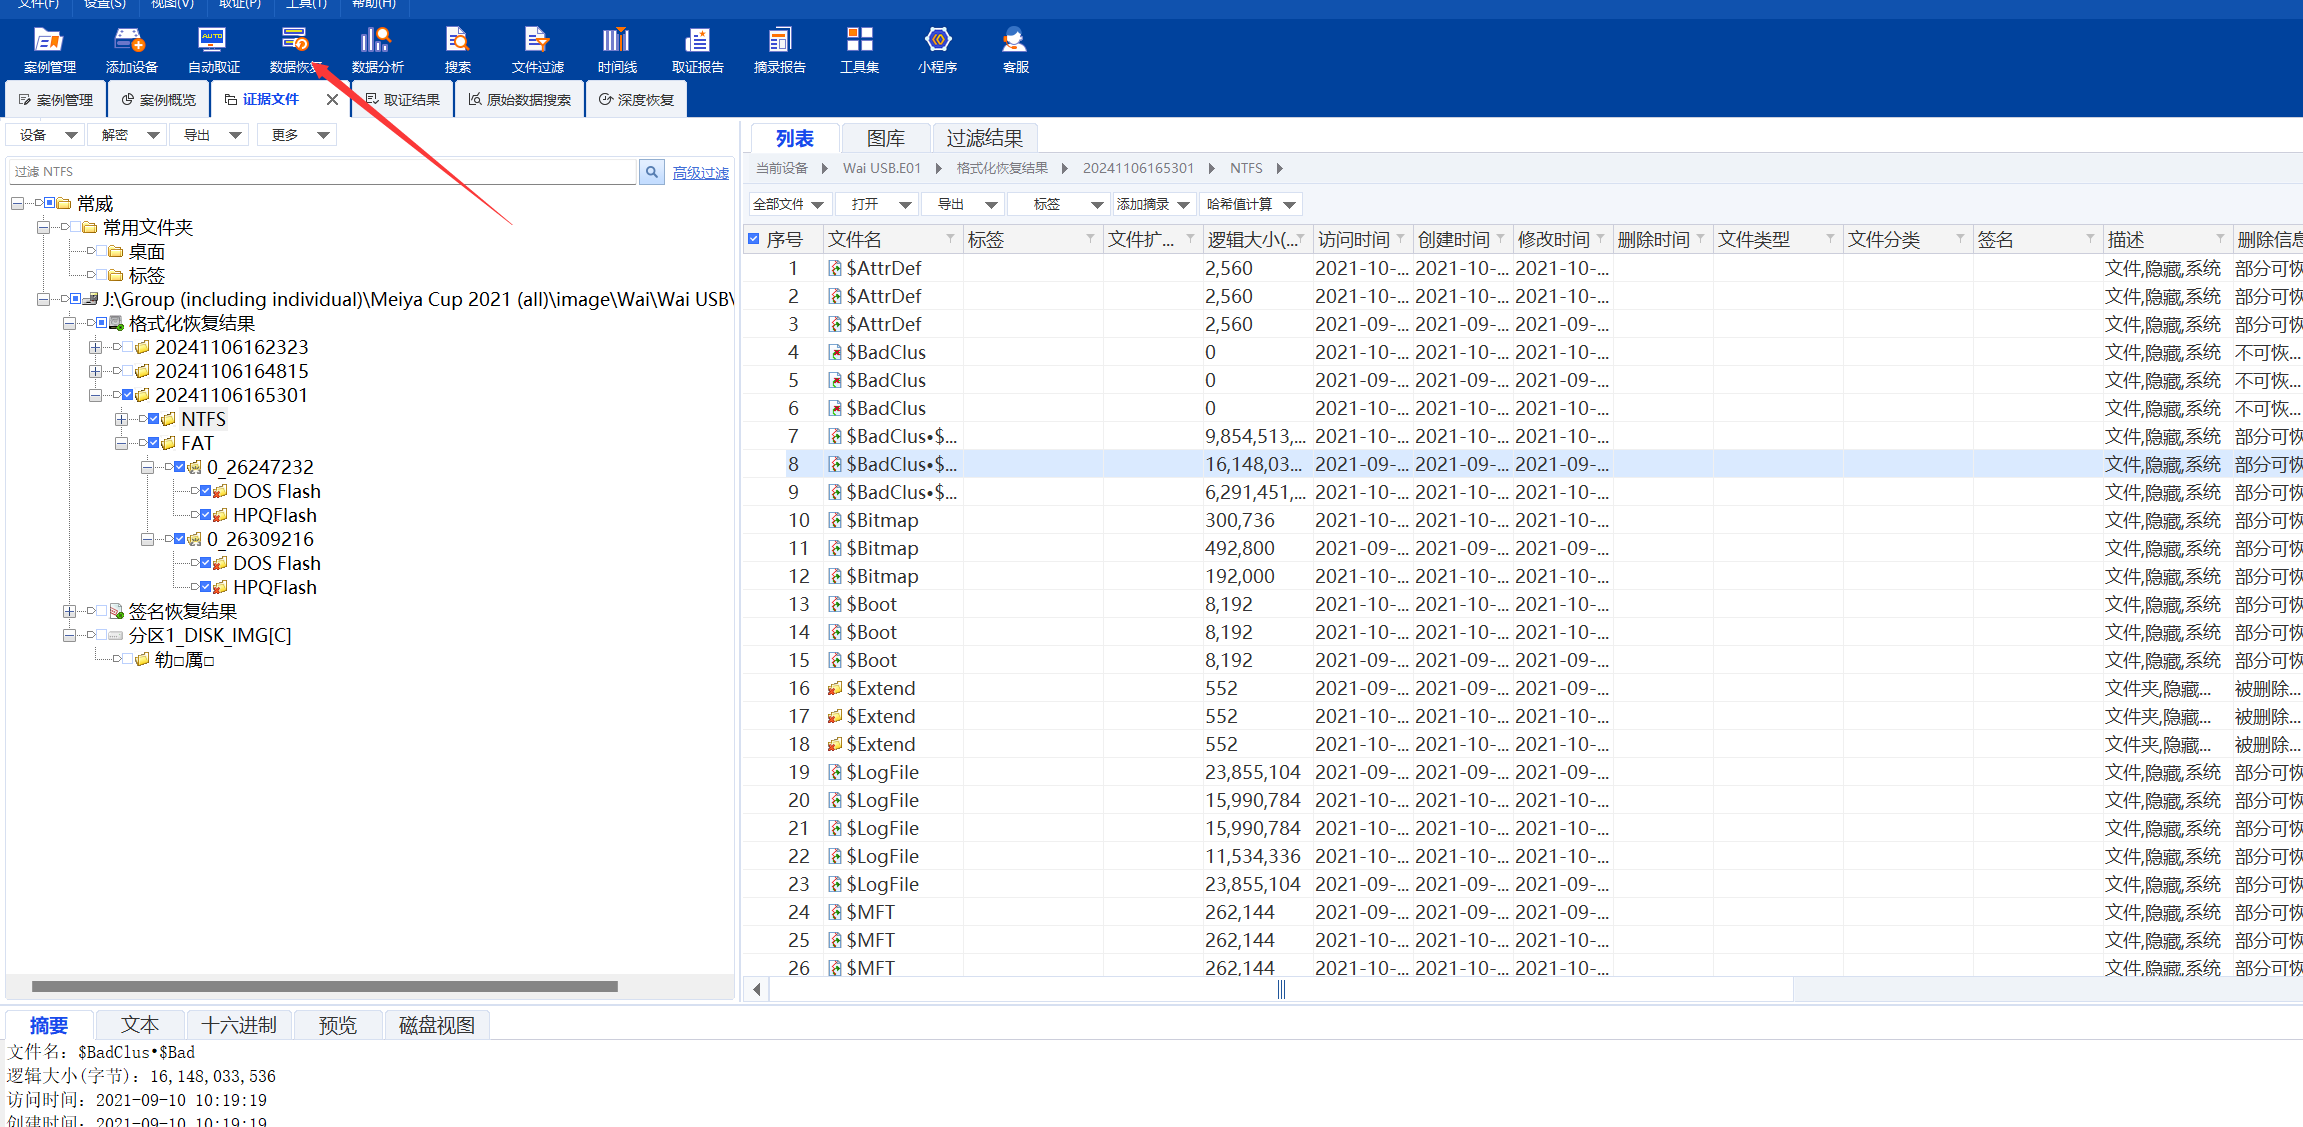 文件(F) 设置(S) 视图(V) 取证(P) 工具(T) 帮助(H)
案例管理 添加设备 自动取证 数据恢复 数据分析 搜索 文件过滤 时间线 取证报告 摘录报告 工具集 小程序 客服
案例管理 案例概览 证据文件 取证结果 原始数据搜索 深度恢复
设备 解密 导出 更多
过滤 NTFS 高级过滤
常威
常用文件夹
桌面
标签
J:\Group (including individual)\Meiya Cup 2021 (all)\image\Wai\Wai USB\
格式化恢复结果
20241106162323
20241106164815
20241106165301
NTFS
FAT
0_26247232
DOS Flash
HPQFlash
0_26309216
DOS Flash
HPQFlash
签名恢复结果
分区1_DISK_IMG[C]
列表 图库 过滤结果
当前设备 Wai USB.E01 格式化恢复结果 20241106165301 NTFS
全部文件 打开 导出 标签 添加摘录 哈希值计算
序号 文件名 标签 文件扩... 逻辑大小(... 访问时间 创建时间 修改时间 删除时间 文件类型 文件分类 签名 描述 删除信息
1 $AttrDef 2,560 2021-10-... 2021-10-... 2021-10-... 文件,隐藏,系统 部分可恢
2 $AttrDef 2,560 2021-10-... 2021-10-... 2021-10-... 文件,隐藏,系统 部分可恢
3 $AttrDef 2,560 2021-09-... 2021-09-... 2021-09-... 文件,隐藏,系统 部分可恢
4 $BadClus 0 2021-10-... 2021-10-... 2021-10-... 文件,隐藏,系统 不可恢...
5 $BadClus 0 2021-09-... 2021-09-... 2021-09-... 文件,隐藏,系统 不可恢...
6 $BadClus 0 2021-10-... 2021-10-... 2021-10-... 文件,隐藏,系统 不可恢...
7 $BadClus•$... 9,854,513,... 2021-10-... 2021-10-... 2021-10-... 文件,隐藏,系统 部分可恢
8 $BadClus•$... 16,148,03... 2021-09-... 2021-09-... 2021-09-... 文件,隐藏,系统 部分可恢
9 $BadClus•$... 6,291,451,... 2021-10-... 2021-10-... 2021-10-... 文件,隐藏,系统 部分可恢
10 $Bitmap 300,736 2021-10-... 2021-10-... 2021-10-... 文件,隐藏,系统 部分可恢
11 $Bitmap 492,800 2021-09-... 2021-09-... 2021-09-... 文件,隐藏,系统 部分可恢
12 $Bitmap 192,000 2021-10-... 2021-10-... 2021-10-... 文件,隐藏,系统 部分可恢
13 $Boot 8,192 2021-10-... 2021-10-... 2021-10-... 文件,隐藏,系统 部分可恢
14 $Boot 8,192 2021-10-... 2021-10-... 2021-10-... 文件,隐藏,系统 部分可恢
15 $Boot 8,192 2021-09-... 2021-09-... 2021-09-... 文件,隐藏,系统 部分可恢
16 $Extend 552 2021-09-... 2021-09-... 2021-09-... 文件夹,隐藏... 被删除...
17 $Extend 552 2021-10-... 2021-10-... 2021-10-... 文件夹,隐藏... 被删除...
18 $Extend 552 2021-10-... 2021-10-... 2021-10-... 文件夹,隐藏... 被删除...
19 $LogFile 23,855,104 2021-09-... 2021-09-... 2021-09-... 文件,隐藏,系统 部分可恢
20 $LogFile 15,990,784 2021-10-... 2021-10-... 2021-10-... 文件,隐藏,系统 部分可恢
21 $LogFile 15,990,784 2021-10-... 2021-10-... 2021-10-... 文件,隐藏,系统 部分可恢
22 $LogFile 11,534,336 2021-10-... 2021-10-... 2021-10-... 文件,隐藏,系统 部分可恢
23 $LogFile 23,855,104 2021-09-... 2021-09-... 2021-09-... 文件,隐藏,系统 部分可恢
24 $MFT 262,144 2021-09-... 2021-09-... 2021-09-... 文件,隐藏,系统 部分可恢
25 $MFT 262,144 2021-10-... 2021-10-... 2021-10-... 文件,隐藏,系统 部分可恢
26 $MFT 262,144 2021-10-... 2021-10-... 2021-10-... 文件,隐藏,系统 部分可恢
摘要 文本 十六进制 预览 磁盘视图
文件名: $BadClus•$Bad
逻辑大小(字节): 16,148,033,536
访问时间: 2021-09-10 10:19:19
创建时间: 2021-09-10 10:19:19